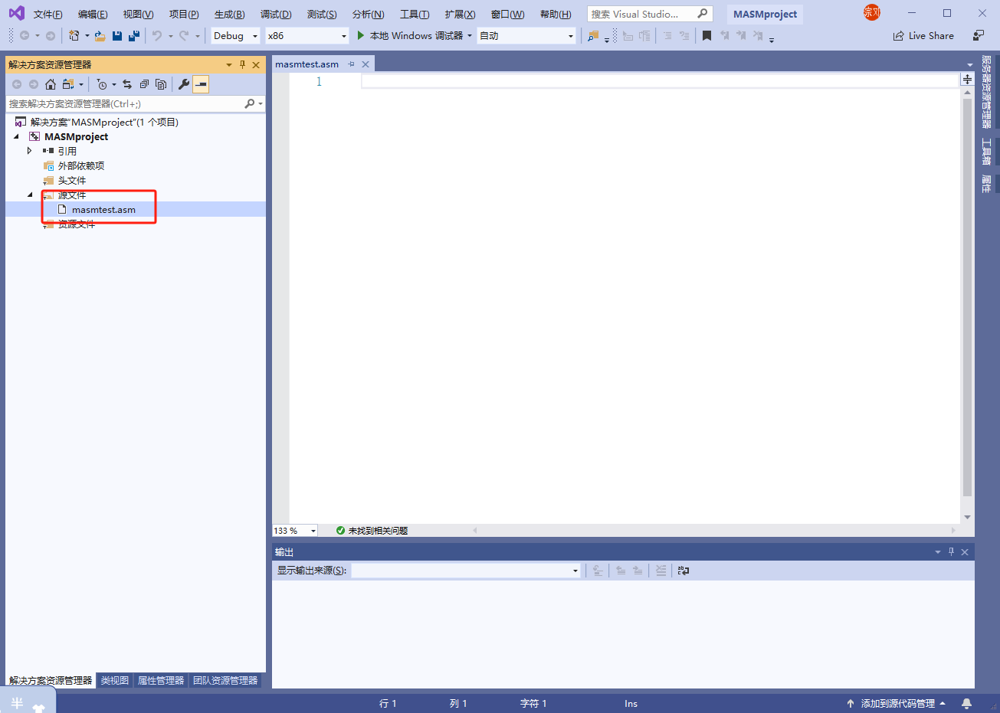 文件(F) 编辑(E) 视图(V) 项目(P) 生成(B) 调试(D) 测试(S) 分析(N) 工具(T) 扩展(X) 窗口(W) 帮助(H) 搜索 Visual Studio... MASMproject 宗邓
Debug x86 本地 Windows 调试器 自动 Live Share
解决方案资源管理器
masmtest.asm
1
搜索解决方案资源管理器(Ctrl+;)
解决方案"MASMproject"(1 个项目)
MASMproject
引用
外部依赖项
头文件
源文件
masmtest.asm
资源文件
服务器资源管理器
工具箱
属性
133 % 未找到相关问题
输出
显示输出来源(S):
解决方案资源管理器 类视图 属性管理器 团队资源管理器
半
行 1 列 1 字符 1 Ins 添加到源代码管理